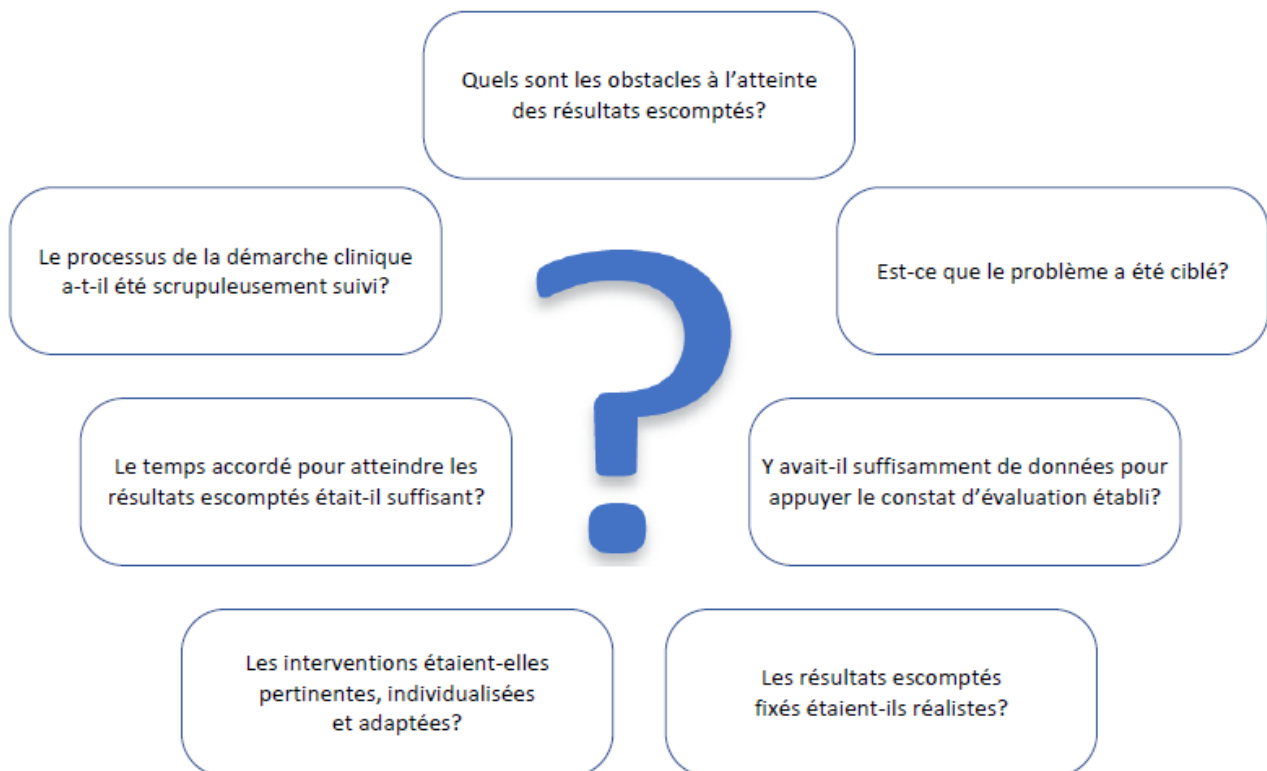 Quels sont les obstacles à l’atteinte
des résultats escomptés?
Le processus de la démarche clinique
a-t-il été scrupuleusement suivi?
Est-ce que le problème a été ciblé?
?
Le temps accordé pour atteindre les
résultats escomptés était-il suffisant?
Y avait-il suffisamment de données pour
appuyer le constat d’évaluation établi?
Les interventions étaient-elles
pertinentes, individualisées
et adaptées?
Les résultats escomptés
fixés étaient-ils réalistes?